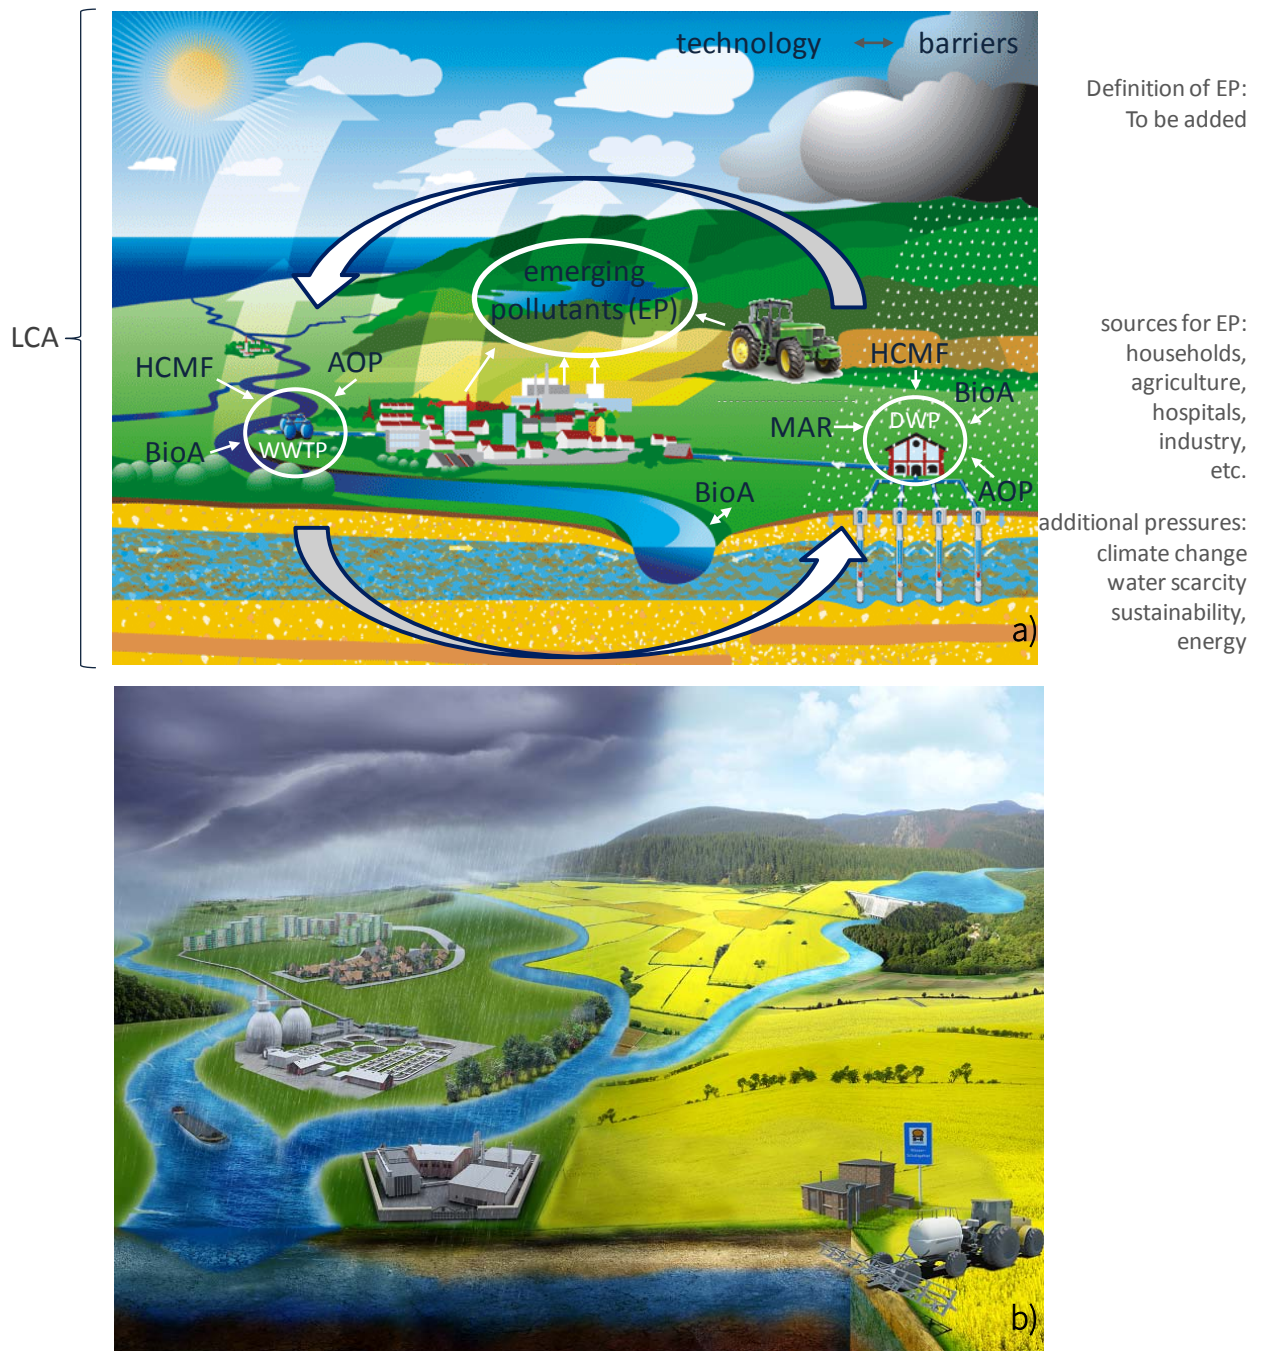 technology
barriers
Definition of EP:
To be added
LCA
emerging
pollutants (EP)
sources for EP:
households,
agriculture,
hospitals,
industry,
etc.
HCMF
AOP
BioA
WWTP
HCMF
BioA
MAR
DWP
AOP
BioA
additional pressures:
climate change
water scarcity
sustainability,
energy
a)
b)